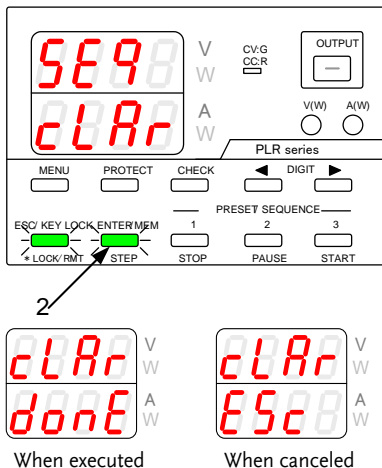 SEq V W
CV:G
CC:R
OUTPUT
cLAr A W
V(W) A(W)
PLR series
MENU PROTECT CHECK ◀ DIGIT ▶
PRESET/ SEQUENCE
ESC/ KEY LOCK ENTER/MEM 1 2 3
* LOCK/RMT STEP STOP PAUSE START
2
cLAr V W
donE A W
cLAr V W
ESc A W
When executed
When canceled